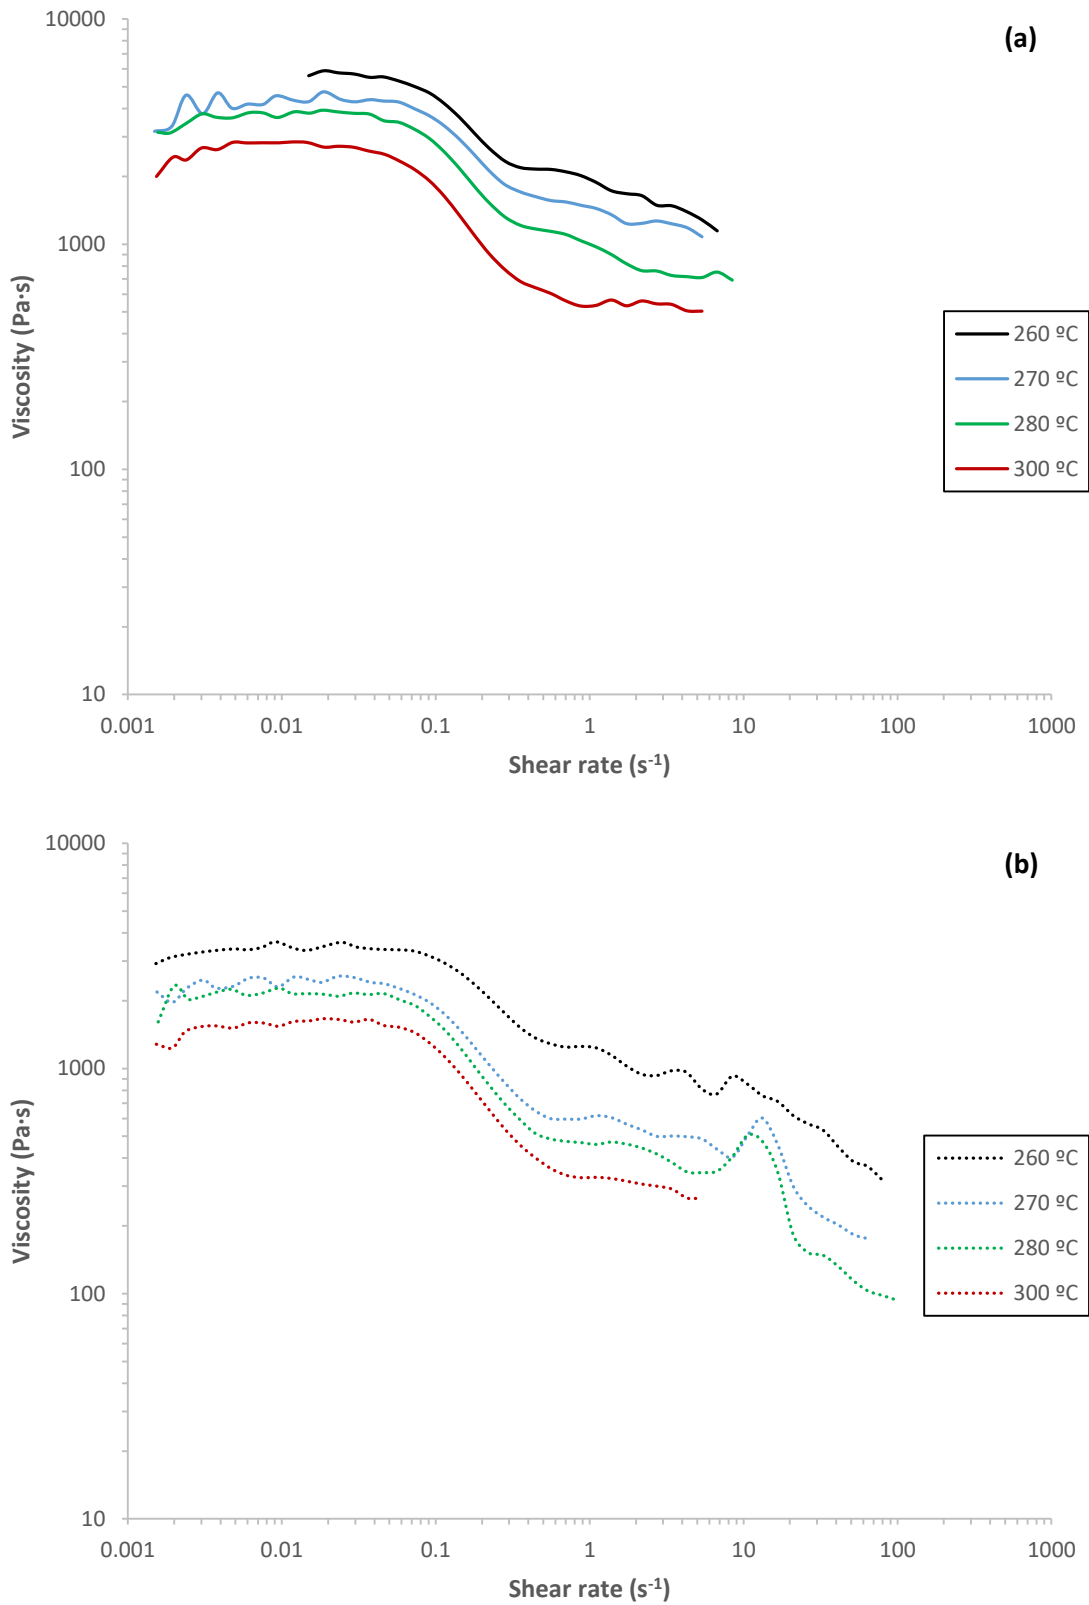 (a)
10000
1000
100
10
Viscosity (Pa·s)
0.001 0.01 0.1 1 10 100 1000
Shear rate (s⁻¹)
260 ºC
270 ºC
280 ºC
300 ºC
(b)
10000
1000
100
10
Viscosity (Pa·s)
0.001 0.01 0.1 1 10 100 1000
Shear rate (s⁻¹)
260 ºC
270 ºC
280 ºC
300 ºC